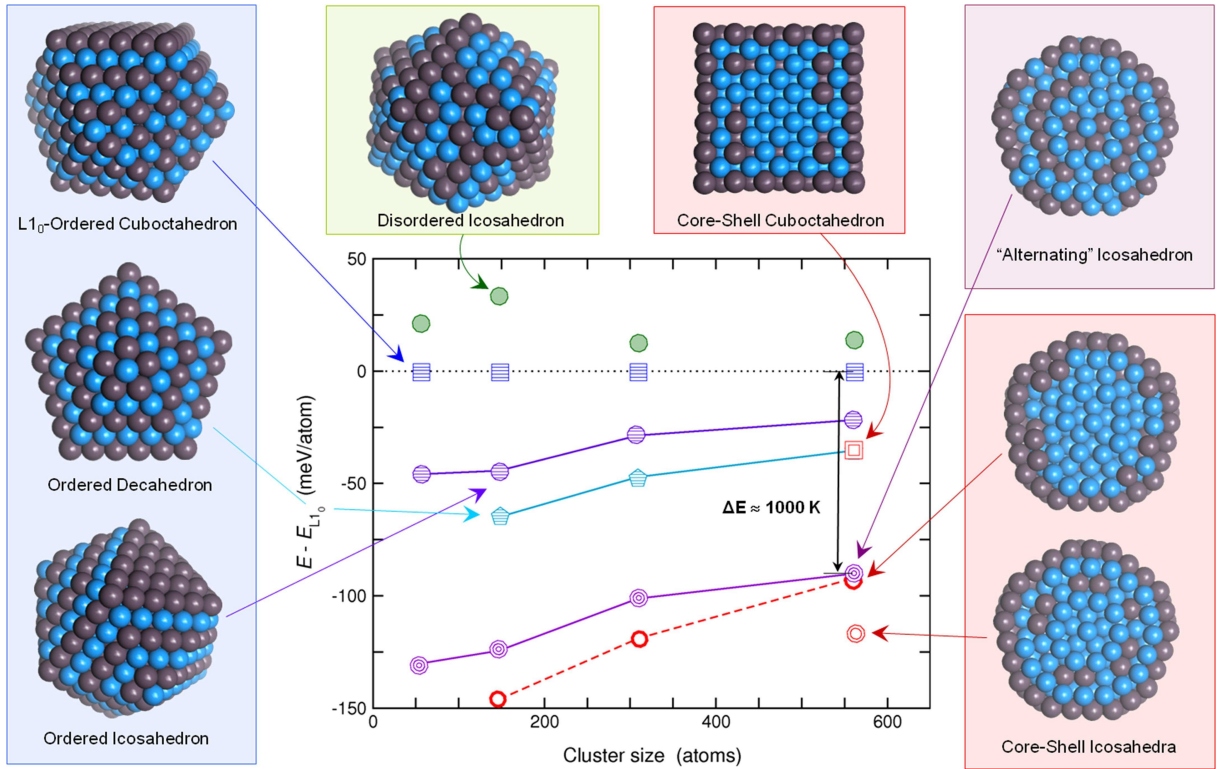 L1₀-Ordered Cuboctahedron
Disordered Icosahedron
Core-Shell Cuboctahedron
“Alternating” Icosahedron
Ordered Decahedron
Ordered Icosahedron
Core-Shell Icosahedra
50
0
-50
-100
-150
E - E_L1₀ (meV/atom)
ΔE ≈ 1000 K
0
200
400
600
Cluster size (atoms)